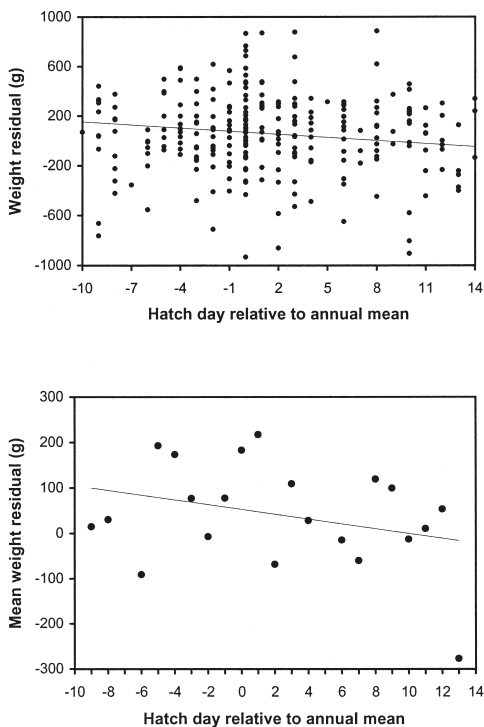 1000
600
200
-200
-600
-1000
Weight residual (g)
-10 -7 -4 -1 2 5 8 11 14
Hatch day relative to annual mean
300
200
100
0
-100
-200
-300
Mean weight residual (g)
-10 -8 -6 -4 -2 0 2 4 6 8 10 12 14
Hatch day relative to annual mean